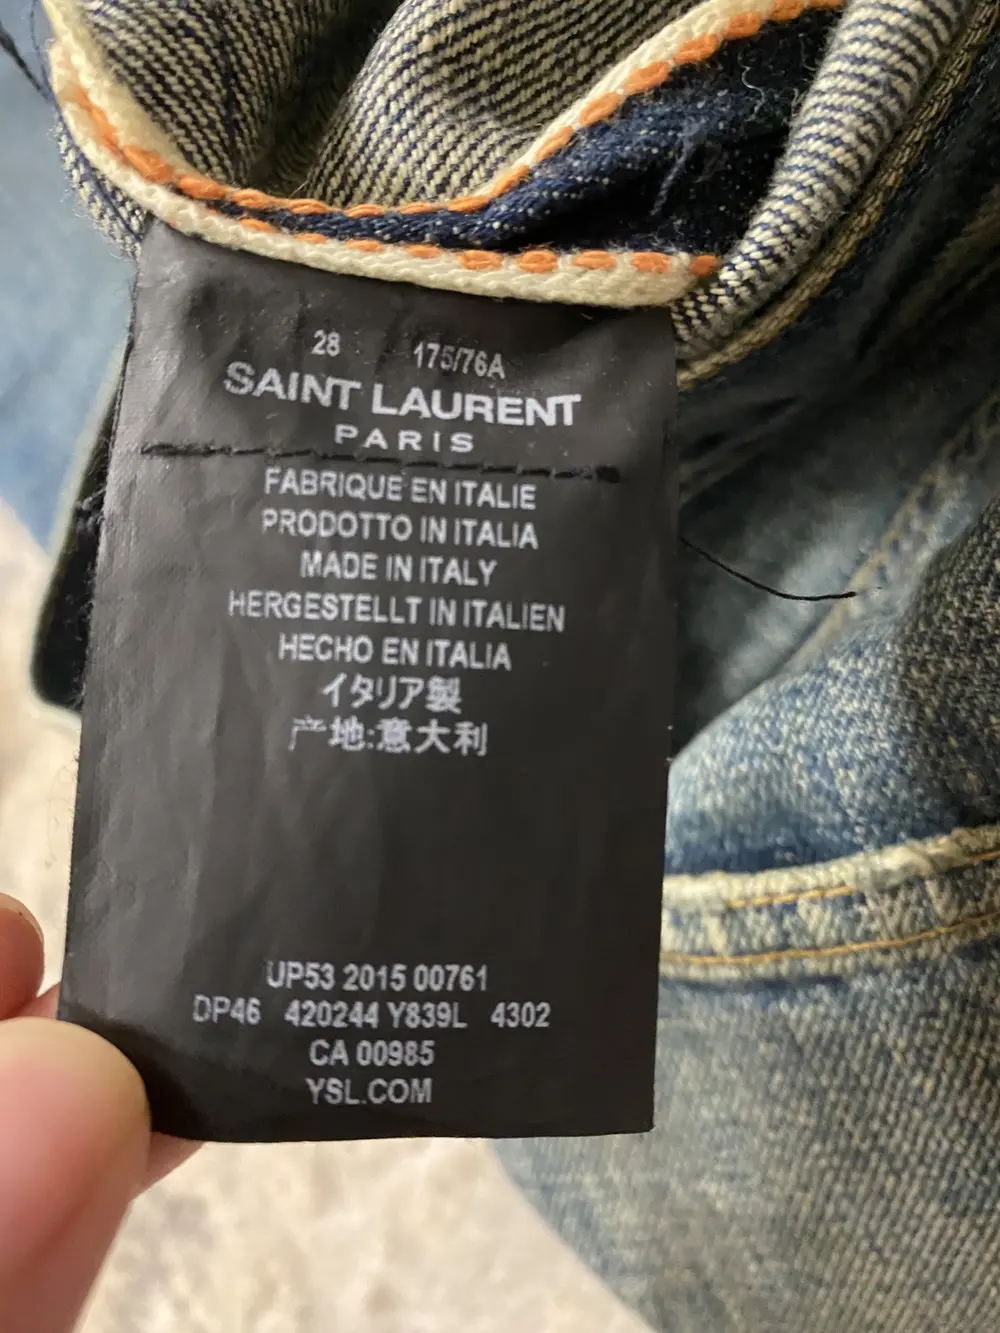 28 175/76A
SAINT LAURENT
PARIS
FABRIQUE EN ITALIE
PRODOTTO IN ITALIA
MADE IN ITALY
HERGESTELLT IN ITALIEN
HECHO EN ITALIA
イタリア製
产地:意大利
UP53 2015 00761
DP46 420244 Y839L 4302
CA 00985
YSL.COM